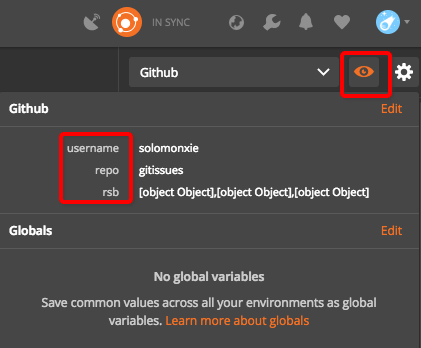 IN SYNC
Github
Github Edit
username solomonxie
repo gitissues
rsb [object Object],[object Object],[object Object]
Globals Edit
No global variables
Save common values across all your environments as global
variables. Learn more about globals